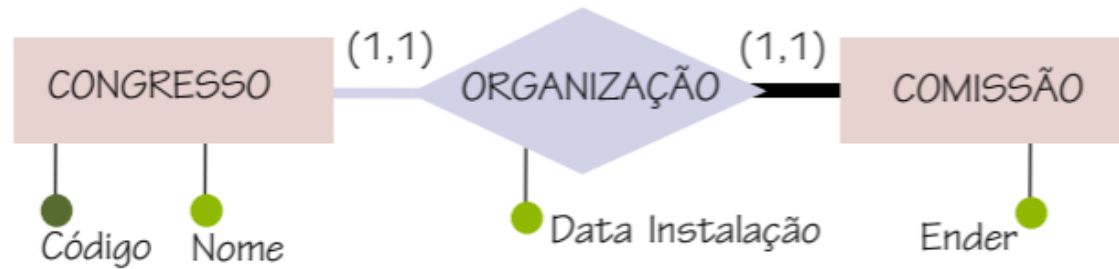 (1,1) (1,1)
CONGRESSO ORGANIZAÇÃO COMISSÃO
Código Nome Data Instalação Ender